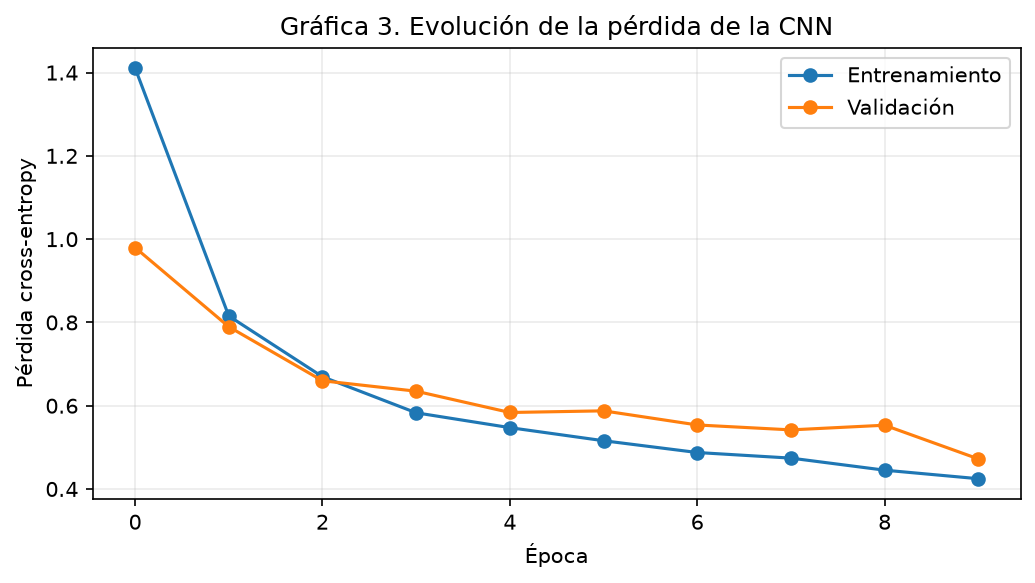 Gráfica 3. Evolución de la pérdida de la CNN
Entrenamiento
Validación
Pérdida cross-entropy
1.4
1.2
1.0
0.8
0.6
0.4
0 2 4 6 8
Época